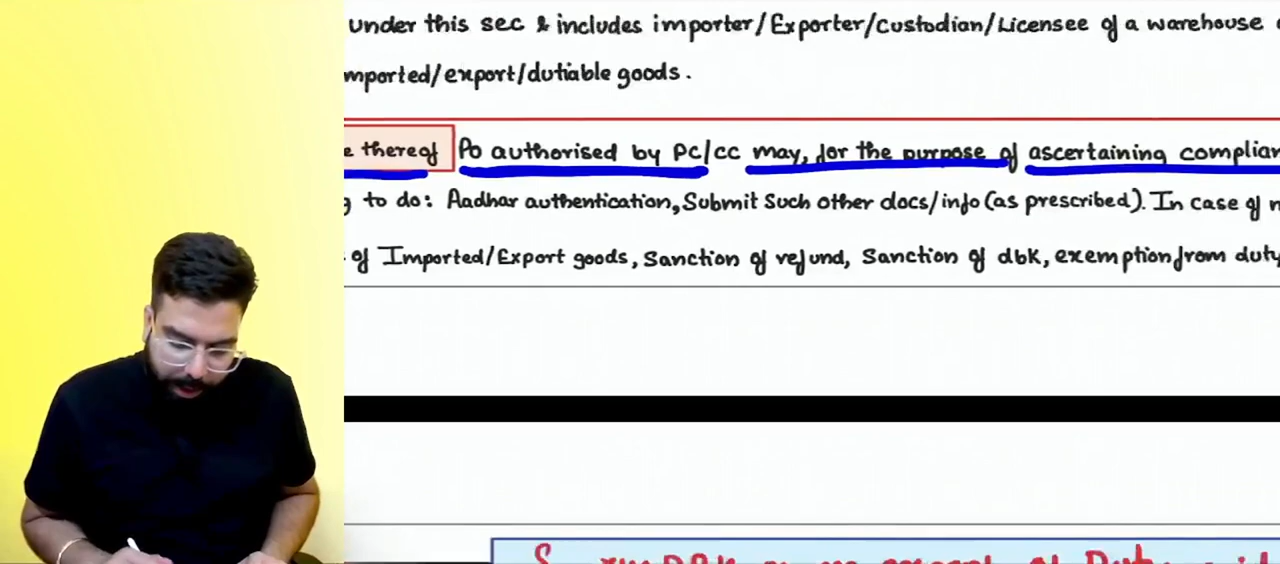 under this sec & includes importer/Exporter/custodian/Licensee of a warehouse
mported/export/dutiable goods.
e thereof Po authorised by PC/CC may, for the purpose of ascertaining complian
g to do: Aadhar authentication, Submit Such other docs/info (as prescribed). In case of n
of Imported/Export goods, Sanction of refund, Sanction of dbk, exemption from duty